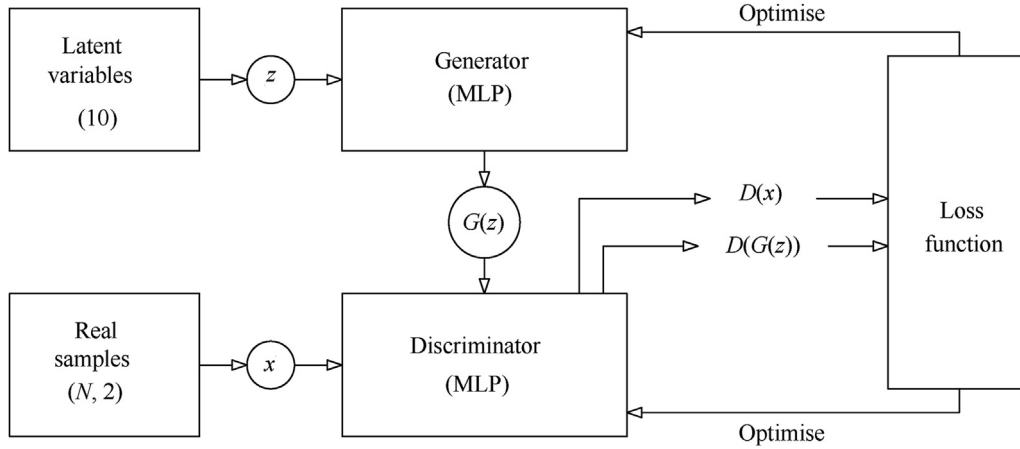 Optimise
Latent
variables
(10)
z
Generator
(MLP)
G(z)
D(x)
D(G(z))
Loss
function
Real
samples
(N, 2)
x
Discriminator
(MLP)
Optimise